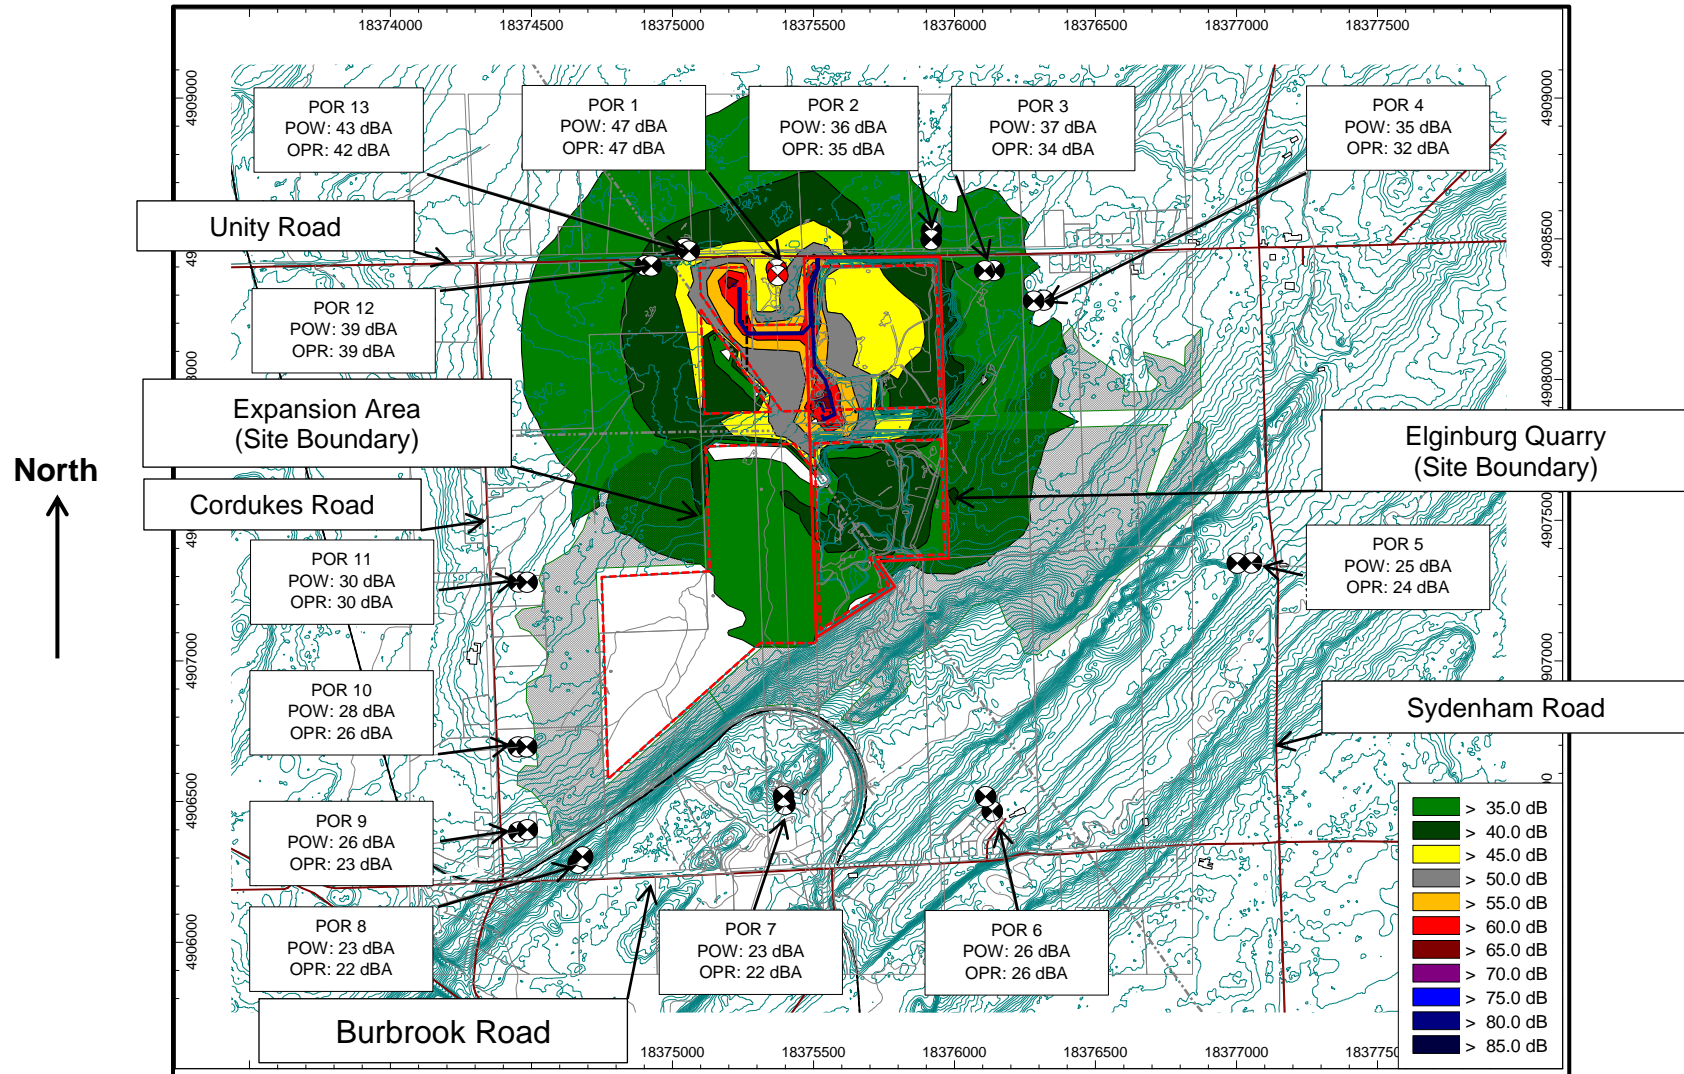 18374000 18374500 18375000 18375500 18376000 18376500 18377000 18377500
4909000
4909000
POR 13
POW: 43 dBA
OPR: 42 dBA
POR 1
POW: 47 dBA
OPR: 47 dBA
POR 2
POW: 36 dBA
OPR: 35 dBA
POR 3
POW: 37 dBA
OPR: 34 dBA
POR 4
POW: 35 dBA
OPR: 32 dBA
Unity Road
4908500
POR 12
POW: 39 dBA
OPR: 39 dBA
4908000
Expansion Area
(Site Boundary)
Elginburg Quarry
(Site Boundary)
North
Cordukes Road
4907500
POR 11
POW: 30 dBA
OPR: 30 dBA
POR 5
POW: 25 dBA
OPR: 24 dBA
4907000
4907000
POR 10
POW: 28 dBA
OPR: 26 dBA
Sydenham Road
4906500
POR 9
POW: 26 dBA
OPR: 23 dBA
4906000
POR 8
POW: 23 dBA
OPR: 22 dBA
POR 7
POW: 23 dBA
OPR: 22 dBA
POR 6
POW: 26 dBA
OPR: 26 dBA
Burbrook Road
> 35.0 dB
> 40.0 dB
> 45.0 dB
> 50.0 dB
> 55.0 dB
> 60.0 dB
> 65.0 dB
> 70.0 dB
> 75.0 dB
> 80.0 dB
> 85.0 dB
18375000 18375500 18376000 18376500 18377000